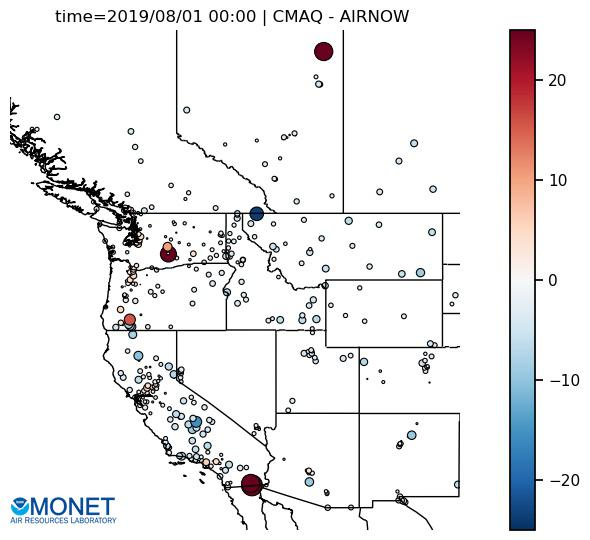 time=2019/08/01 00:00 | CMAQ - AIRNOW
20
10
0
−10
−20
MONET
AIR RESOURCES LABORATORY